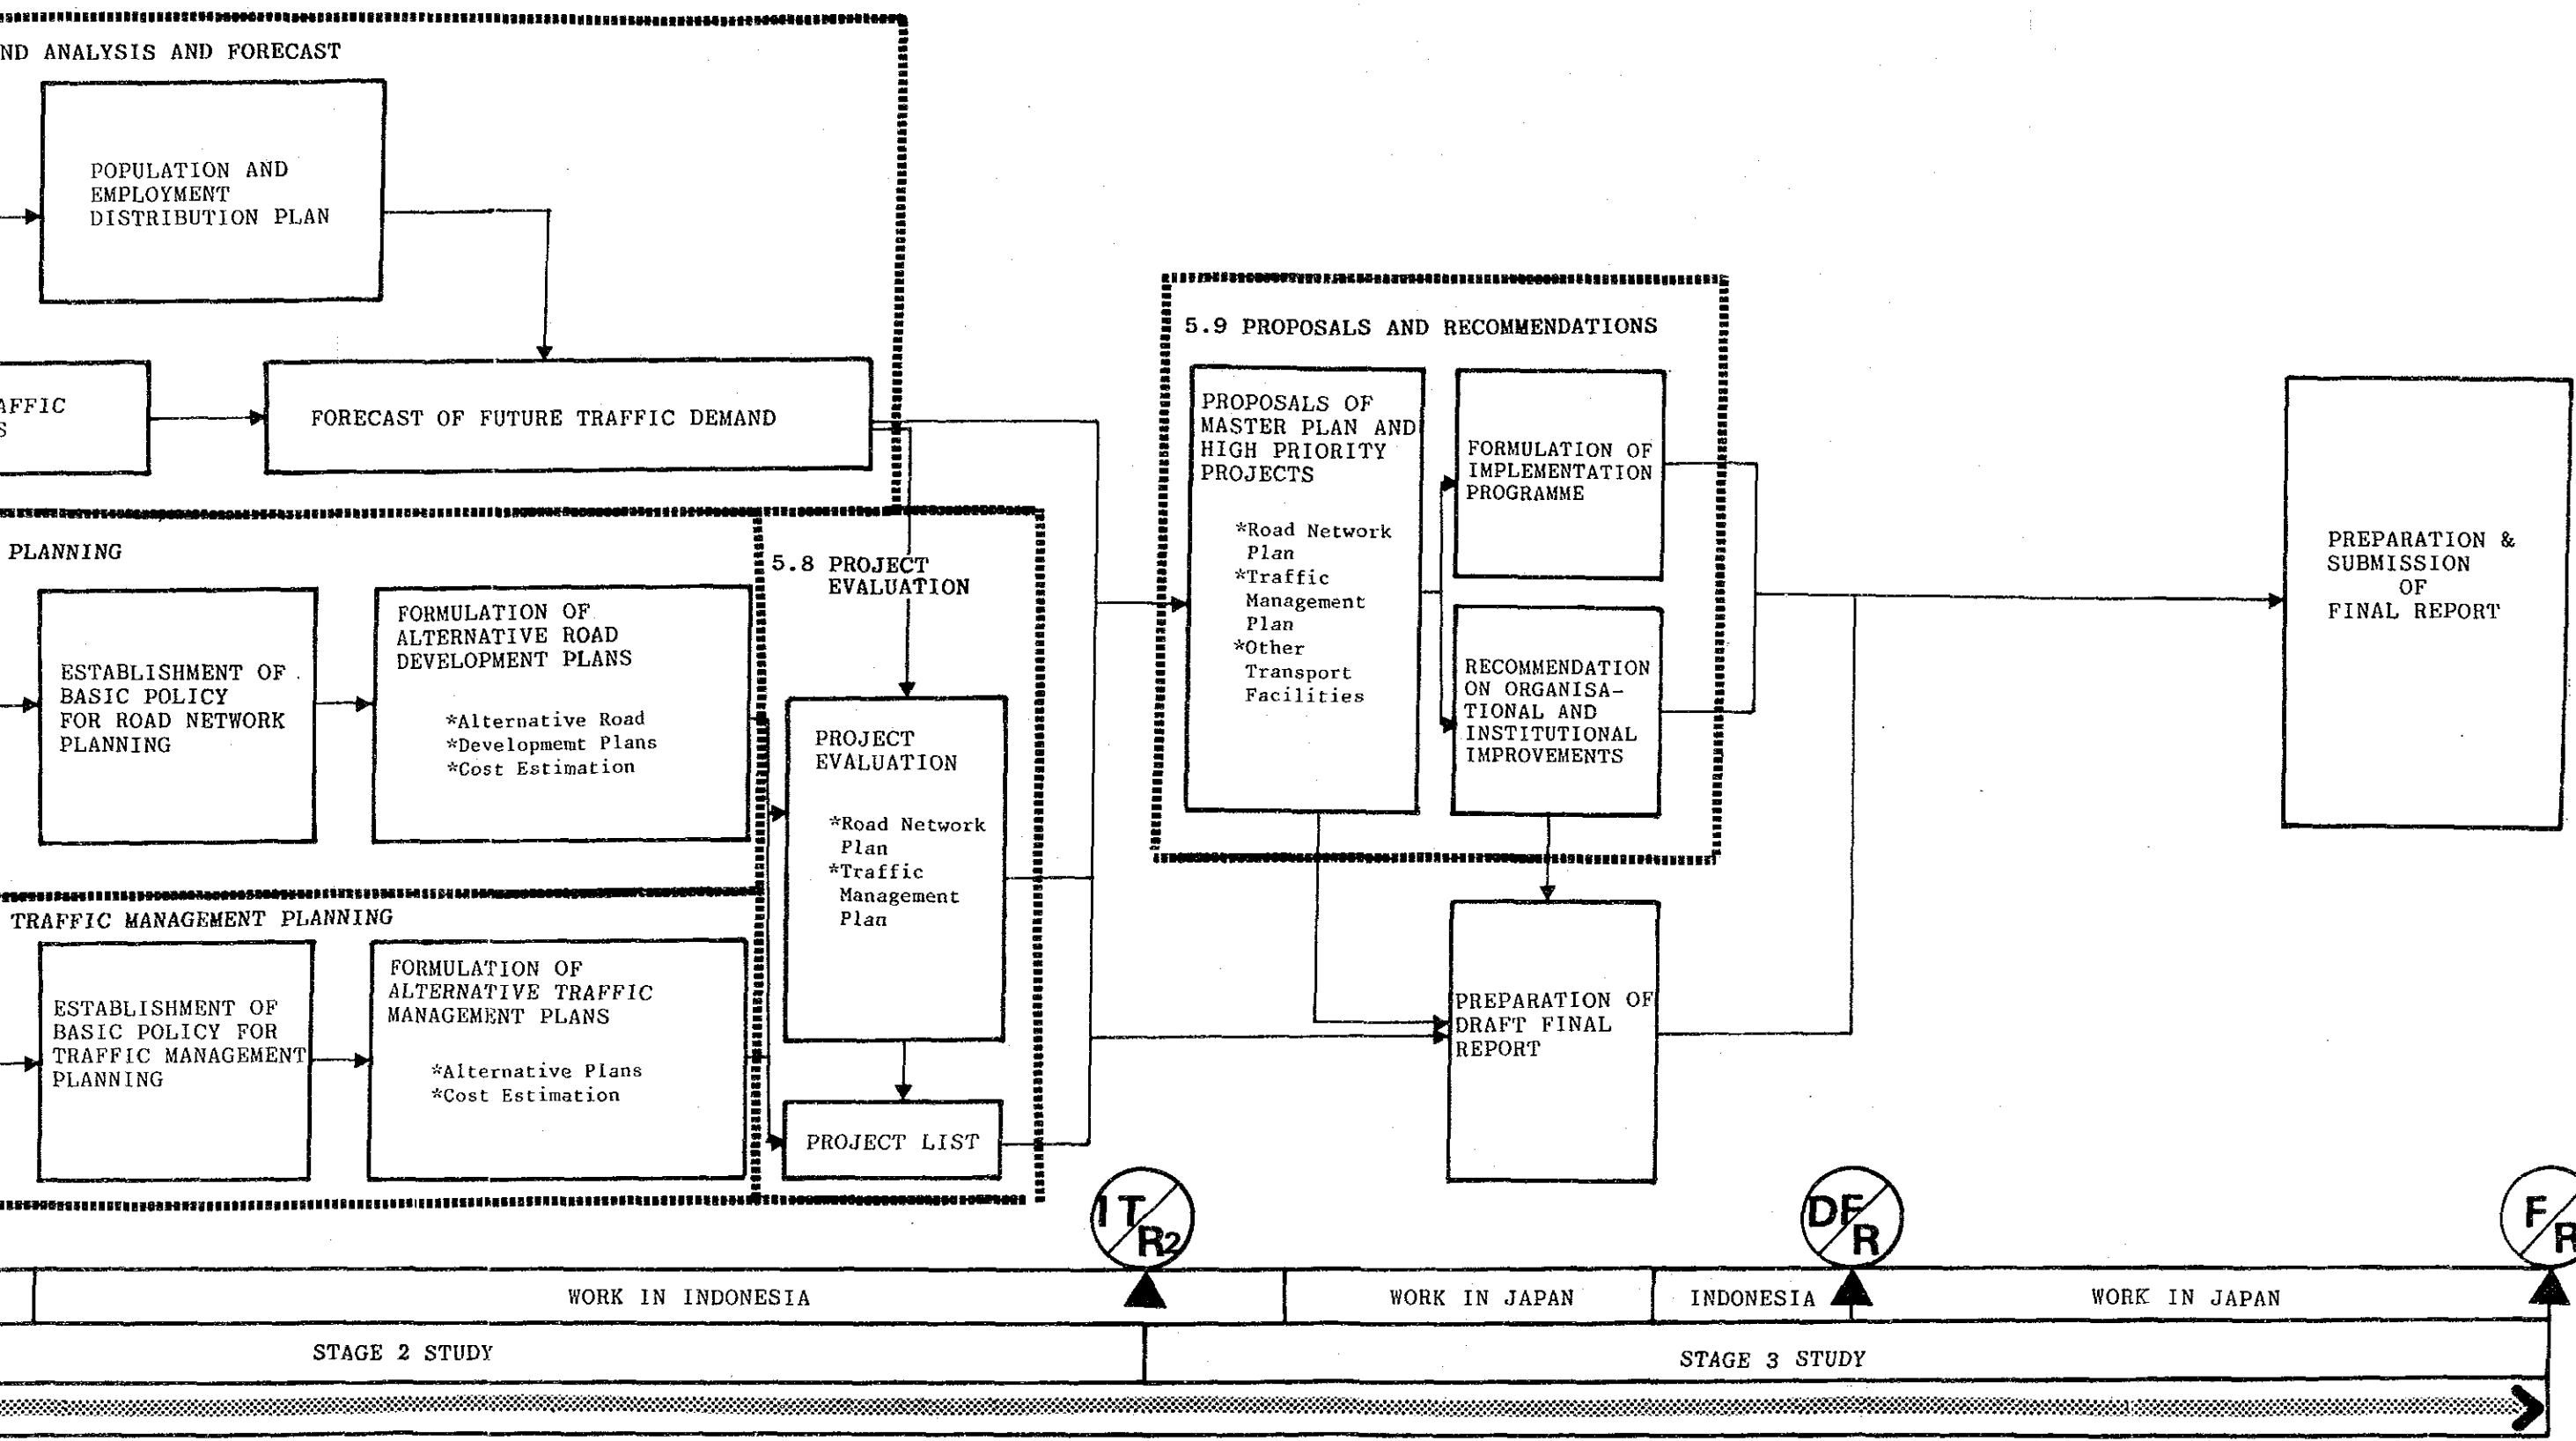 ND ANALYSIS AND FORECAST
POPULATION AND
EMPLOYMENT
DISTRIBUTION PLAN
AFFIC
S
FORECAST OF FUTURE TRAFFIC DEMAND
PLANNING
ESTABLISHMENT OF
BASIC POLICY
FOR ROAD NETWORK
PLANNING
FORMULATION OF
ALTERNATIVE ROAD
DEVELOPMENT PLANS
*Alternative Road
*Developmemt Plans
*Cost Estimation
5.8 PROJECT
EVALUATION
PROJECT
EVALUATION
*Road Network
Plan
*Traffic
Management
Plan
TRAFFIC MANAGEMENT PLANNING
ESTABLISHMENT OF
BASIC POLICY FOR
TRAFFIC MANAGEMENT
PLANNING
FORMULATION OF
ALTERNATIVE TRAFFIC
MANAGEMENT PLANS
*Alternative Plans
*Cost Estimation
PROJECT LIST
5.9 PROPOSALS AND RECOMMENDATIONS
PROPOSALS OF
MASTER PLAN AND
HIGH PRIORITY
PROJECTS
*Road Network
Plan
*Traffic
Management
Plan
*Other
Transport
Facilities
FORMULATION OF
IMPLEMENTATION
PROGRAMME
RECOMMENDATION
ON ORGANISA-
TIONAL AND
INSTITUTIONAL
IMPROVEMENTS
PREPARATION OF
DRAFT FINAL
REPORT
PREPARATION &
SUBMISSION
OF
FINAL REPORT
IT/R2
DF/R
F/R
WORK IN INDONESIA
WORK IN JAPAN
INDONESIA
WORK IN JAPAN
STAGE 2 STUDY
STAGE 3 STUDY